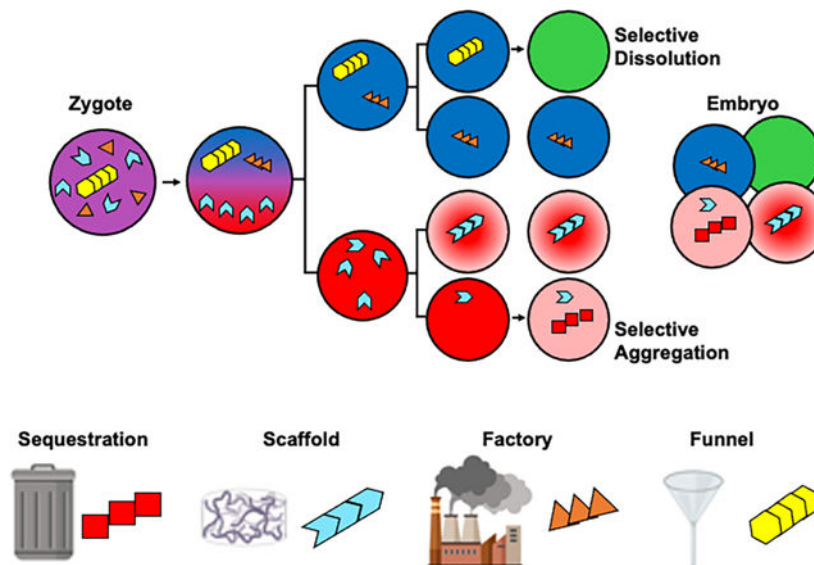 Selective
Dissolution
Zygote
Embryo
Selective
Aggregation
Sequestration
Scaffold
Factory
Funnel